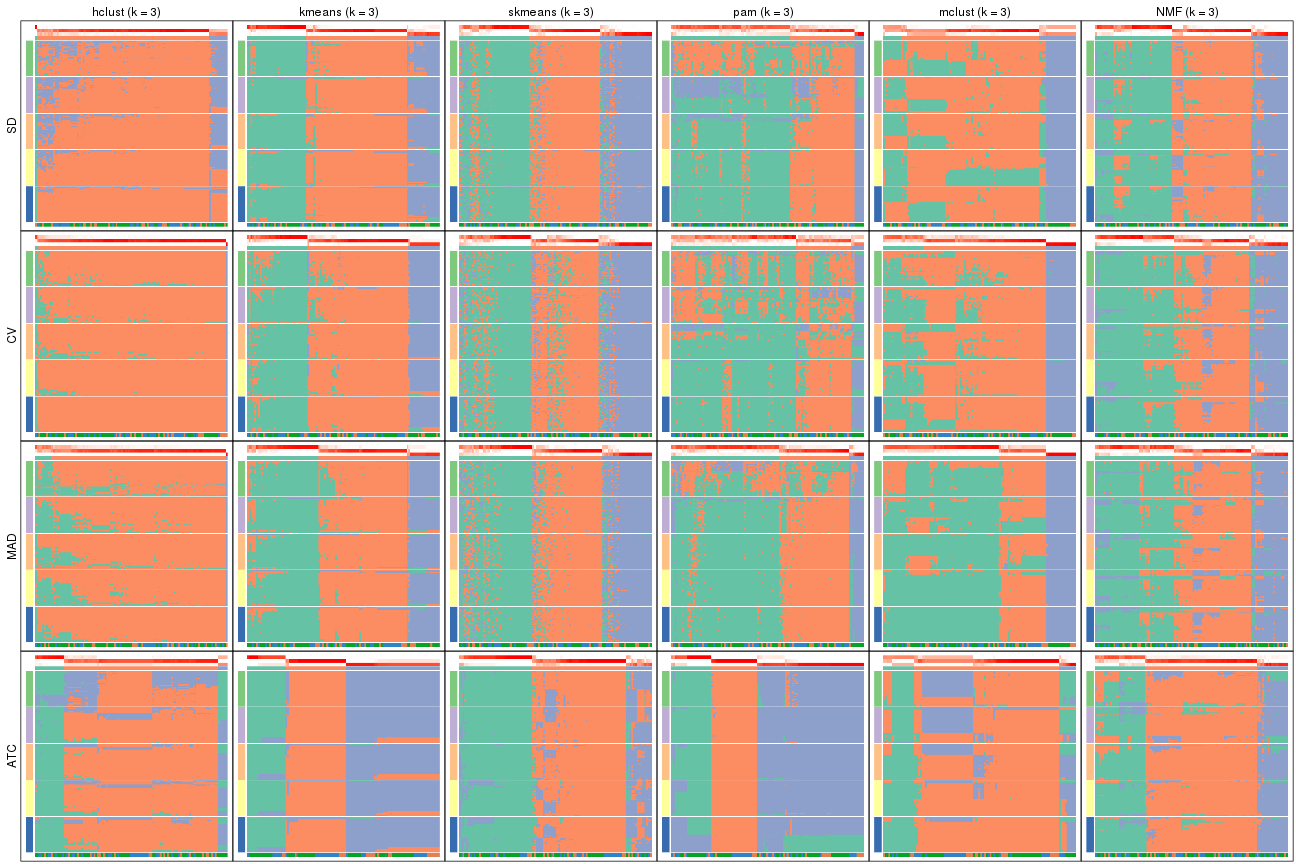 hclust (k = 3) kmeans (k = 3) skmeans (k = 3) pam (k = 3) mclust (k = 3) NMF (k = 3)
SD
CV
MAD
ATC